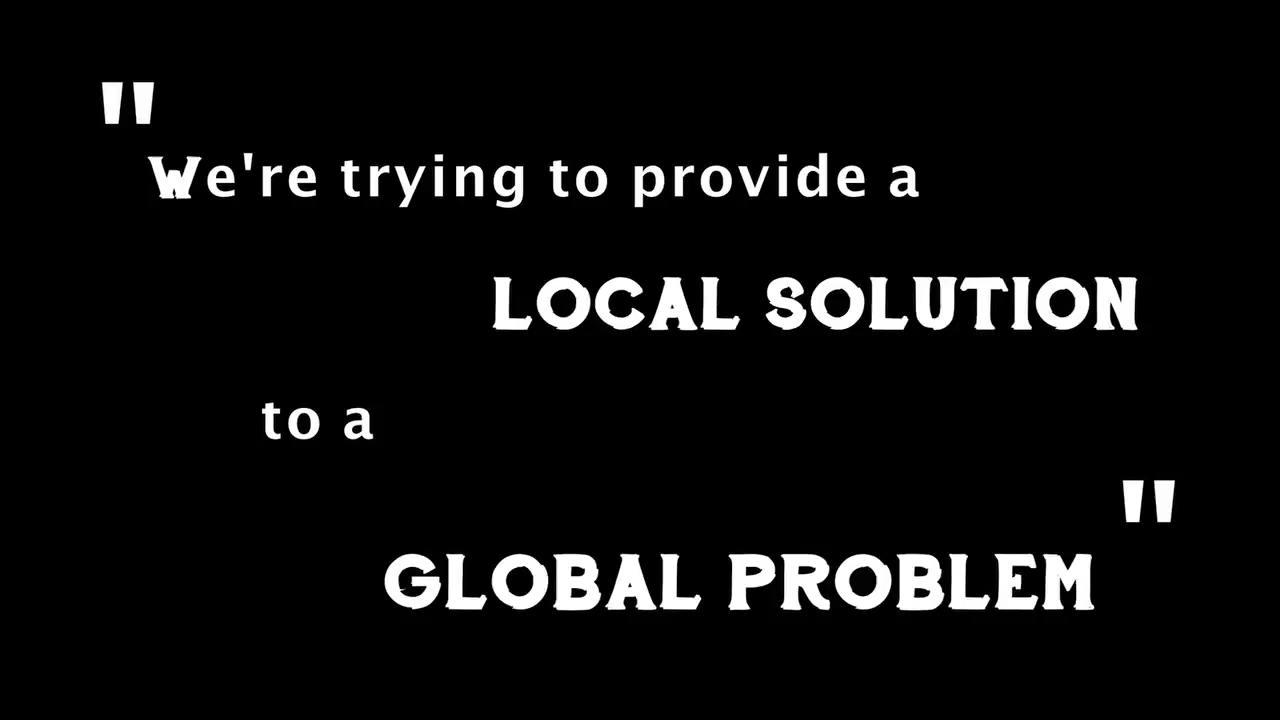 "We're trying to provide a
LOCAL SOLUTION
to a
GLOBAL PROBLEM"